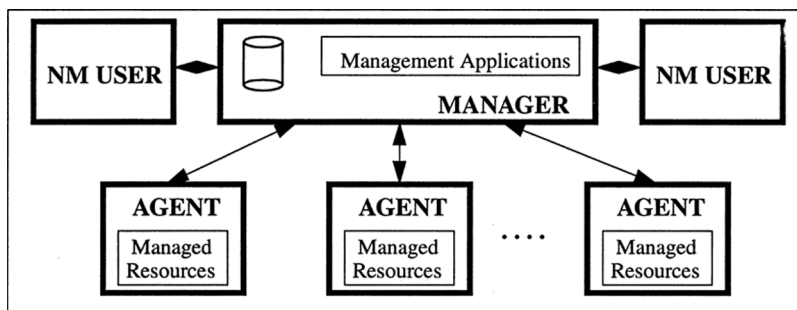 NM USER
Management Applications
MANAGER
NM USER
AGENT
Managed
Resources
AGENT
Managed
Resources
....
AGENT
Managed
Resources